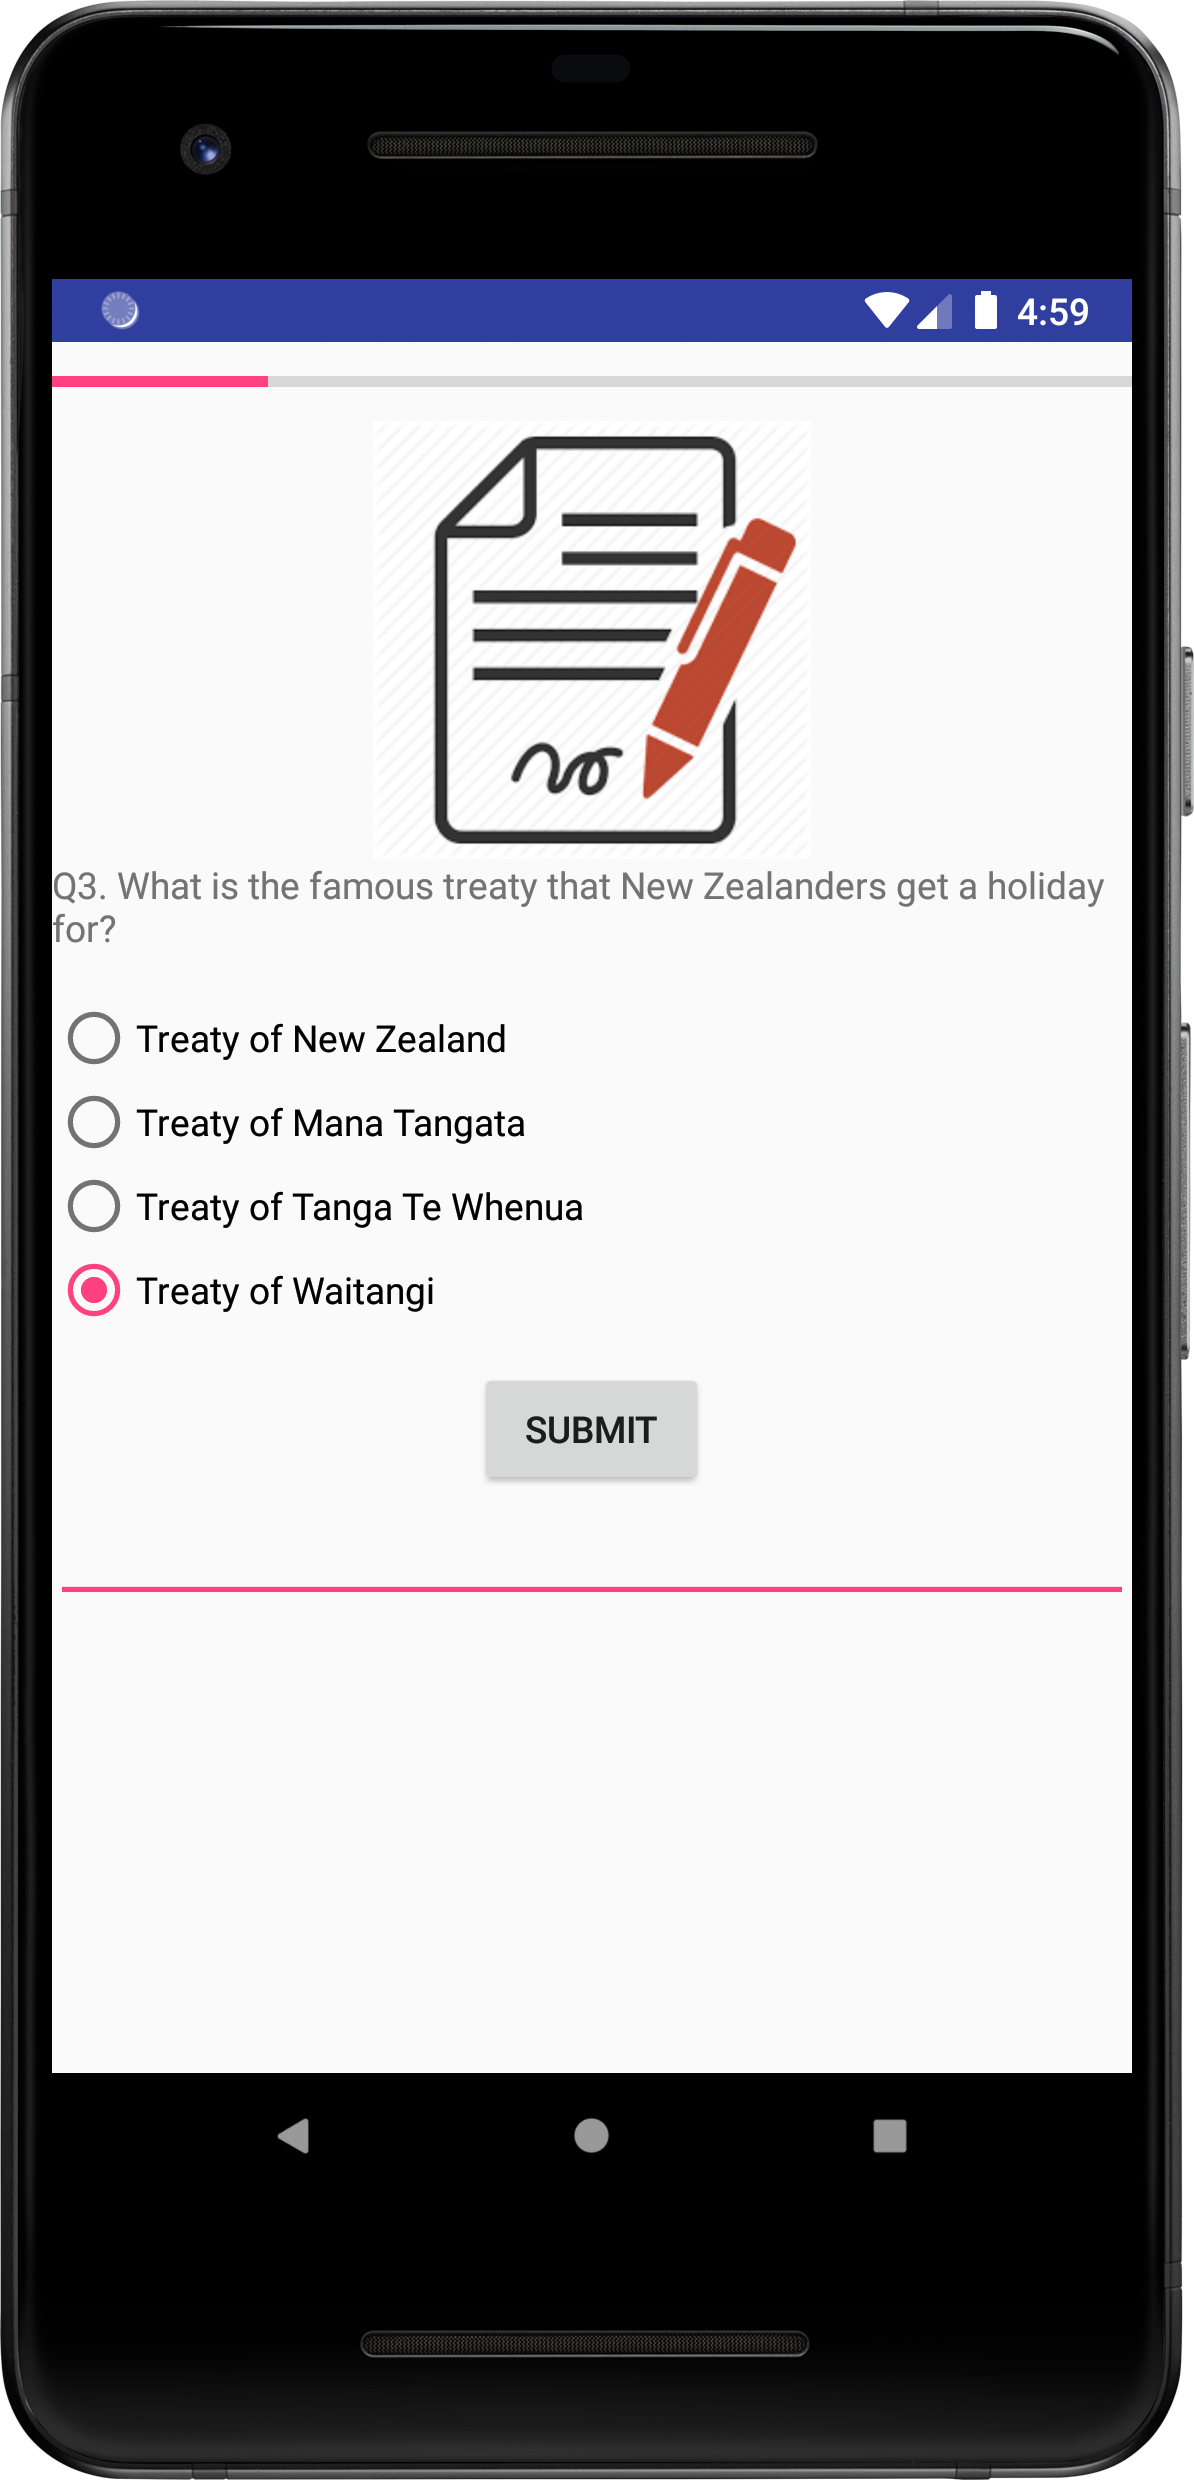 4:59
Q3. What is the famous treaty that New Zealanders get a holiday
for?
Treaty of New Zealand
Treaty of Mana Tangata
Treaty of Tanga Te Whenua
Treaty of Waitangi
SUBMIT